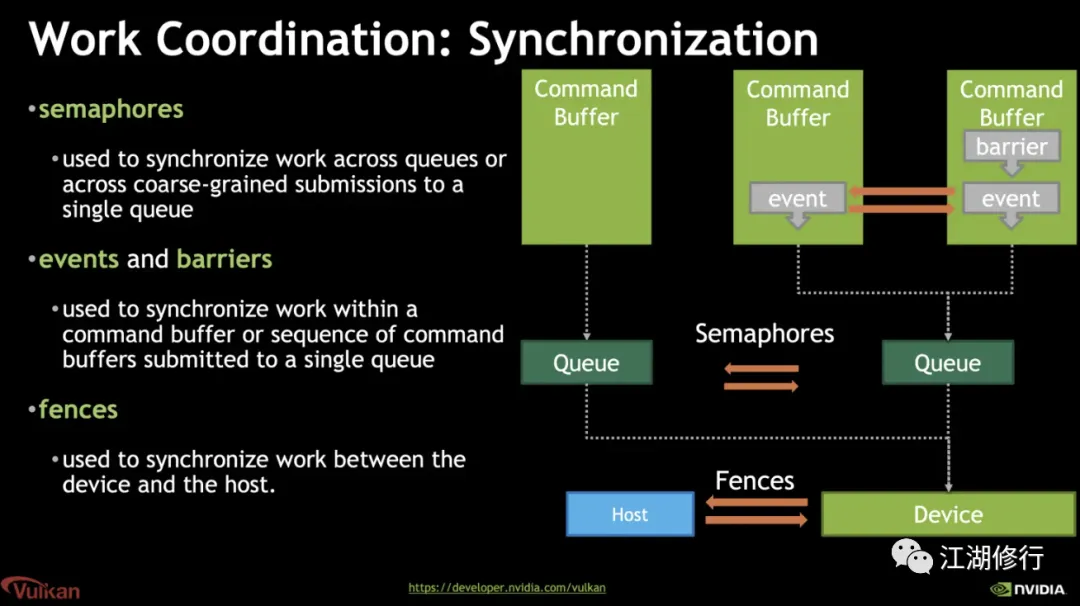 Work Coordination: Synchronization
•semaphores
•used to synchronize work across queues or
across coarse-grained submissions to a
single queue
•events and barriers
•used to synchronize work within a
command buffer or sequence of command
buffers submitted to a single queue
•fences
•used to synchronize work between the
device and the host.
Command
Buffer
Command
Buffer
event
Command
Buffer
barrier
event
Queue
Semaphores
Queue
Host
Fences
Device
江湖修行
Vulkan
https://developer.nvidia.com/vulkan
NVIDIA